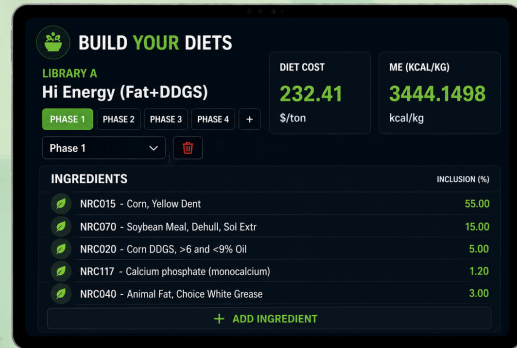 BUILD YOUR DIETS
LIBRARY A
Hi Energy (Fat+DDGS)
PHASE 1 PHASE 2 PHASE 3 PHASE 4 +
Phase 1
DIET COST
232.41
$/ton
ME (KCAL/KG)
3444.1498
kcal/kg
INGREDIENTS INCLUSION (%)
NRC015 - Corn, Yellow Dent 55.00
NRC070 - Soybean Meal, Dehull, Sol Extr 15.00
NRC020 - Corn DDGS, >6 and <9% Oil 5.00
NRC117 - Calcium phosphate (monocalcium) 1.20
NRC040 - Animal Fat, Choice White Grease 3.00
+ ADD INGREDIENT